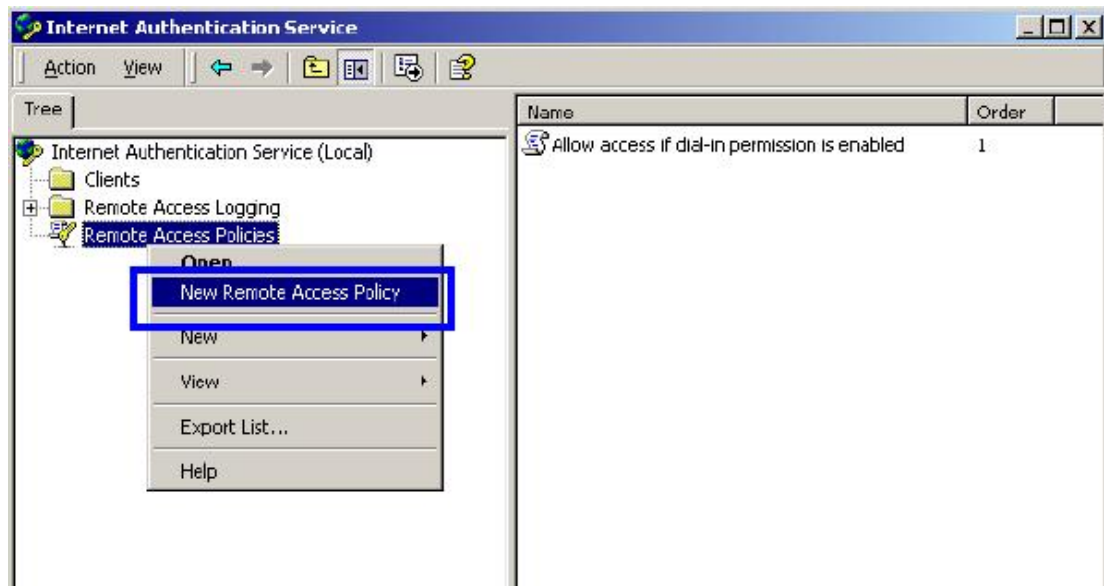 Internet Authentication Service
Action View
Tree
Name Order
Internet Authentication Service (Local)
Allow access if dial-in permission is enabled 1
Clients
Remote Access Logging
Remote Access Policies
Open
New Remote Access Policy
New
View
Export List...
Help